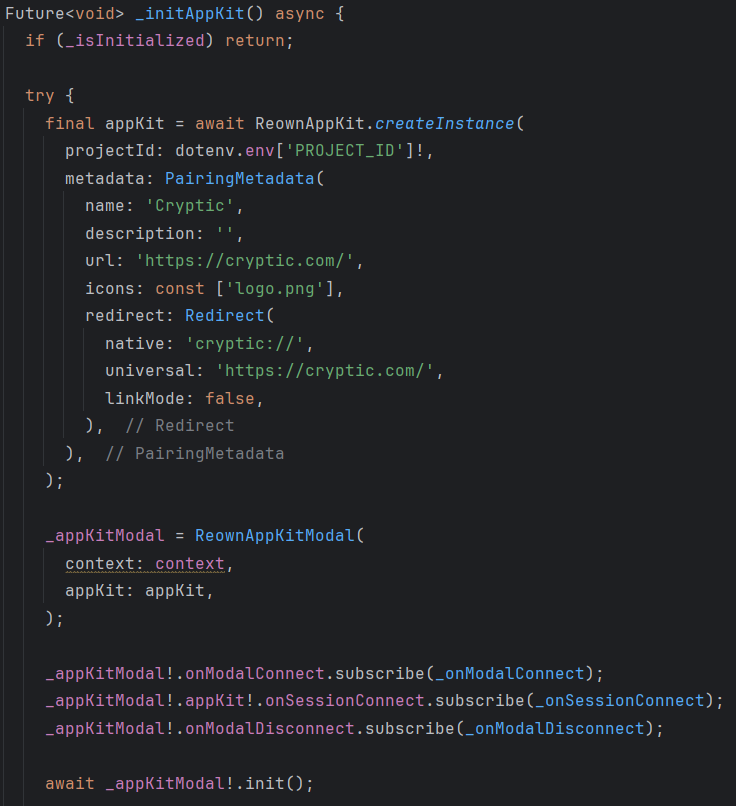 Future<void> _initAppKit() async {
  if (_isInitialized) return;

  try {
    final appKit = await ReownAppKit.createInstance(
      projectId: dotenv.env['PROJECT_ID']!,
      metadata: PairingMetadata(
        name: 'Cryptic',
        description: '',
        url: 'https://cryptic.com/',
        icons: const ['logo.png'],
        redirect: Redirect(
          native: 'cryptic://',
          universal: 'https://cryptic.com/',
          linkMode: false,
        ),  // Redirect
      ),  // PairingMetadata
    );

    _appKitModal = ReownAppKitModal(
      context: context,
      appKit: appKit,
    );

    _appKitModal!.onModalConnect.subscribe(_onModalConnect);
    _appKitModal!.appKit!.onSessionConnect.subscribe(_onSessionConnect);
    _appKitModal!.onModalDisconnect.subscribe(_onModalDisconnect);

    await _appKitModal!.init();